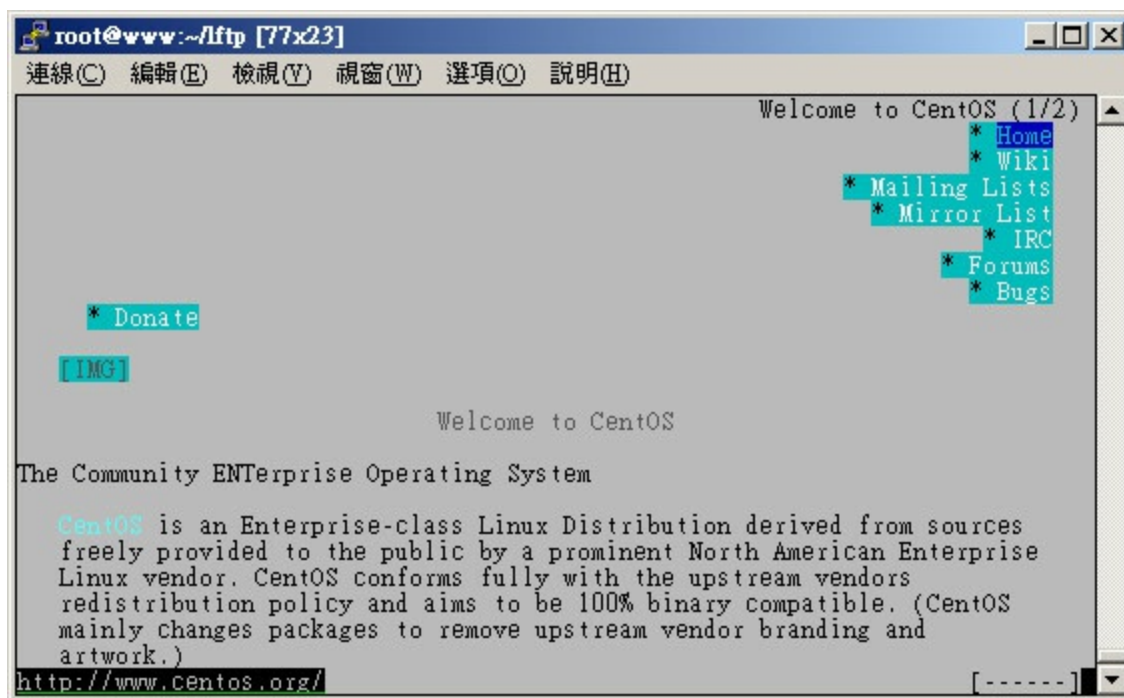 root@www:~/lftp [77x23]
連線(C) 編輯(E) 檢視(V) 視窗(W) 選項(O) 說明(H)
Welcome to CentOS (1/2)
* Home
* Wiki
* Mailing Lists
* Mirror List
* IRC
* Forums
* Bugs
* Donate
[IMG]
Welcome to CentOS
The Community ENTerprise Operating System
CentOS is an Enterprise-class Linux Distribution derived from sources
freely provided to the public by a prominent North American Enterprise
Linux vendor. CentOS conforms fully with the upstream vendors
redistribution policy and aims to be 100% binary compatible. (CentOS
mainly changes packages to remove upstream vendor branding and
artwork.)
http://www.centos.org/ [------]